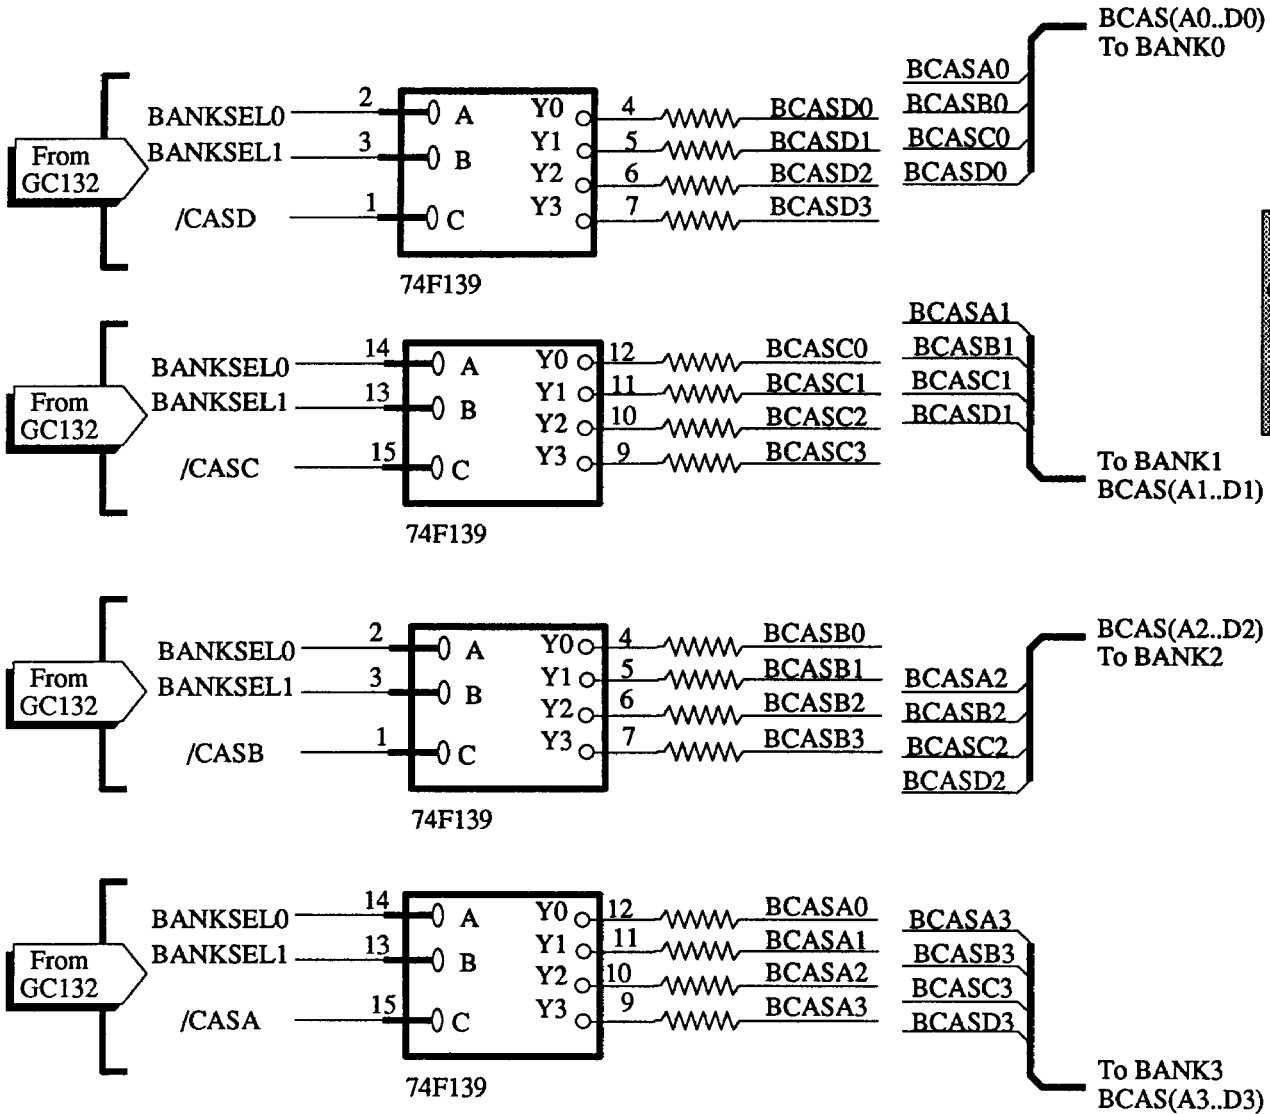 BCAS(A0..D0)
To BANK0
BCASA0
BCASB0
BCASC0
BCASD0
From
GC132
BANKSEL0
BANKSEL1
/CASD
2
3
1
A
B
C
Y0
Y1
Y2
Y3
4
5
6
7
BCASD0
BCASD1
BCASD2
BCASD3
74F139
From
GC132
BANKSEL0
BANKSEL1
/CASC
14
13
15
A
B
C
Y0
Y1
Y2
Y3
12
11
10
9
BCASC0
BCASC1
BCASC2
BCASC3
74F139
BCASA1
BCASB1
BCASC1
BCASD1
To BANK1
BCAS(A1..D1)
From
GC132
BANKSEL0
BANKSEL1
/CASB
2
3
1
A
B
C
Y0
Y1
Y2
Y3
4
5
6
7
BCASB0
BCASB1
BCASB2
BCASB3
74F139
BCAS(A2..D2)
To BANK2
BCASA2
BCASB2
BCASC2
BCASD2
From
GC132
BANKSEL0
BANKSEL1
/CASA
14
13
15
A
B
C
Y0
Y1
Y2
Y3
12
11
10
9
BCASA0
BCASA1
BCASA2
BCASA3
74F139
BCASA3
BCASB3
BCASC3
BCASD3
To BANK3
BCAS(A3..D3)